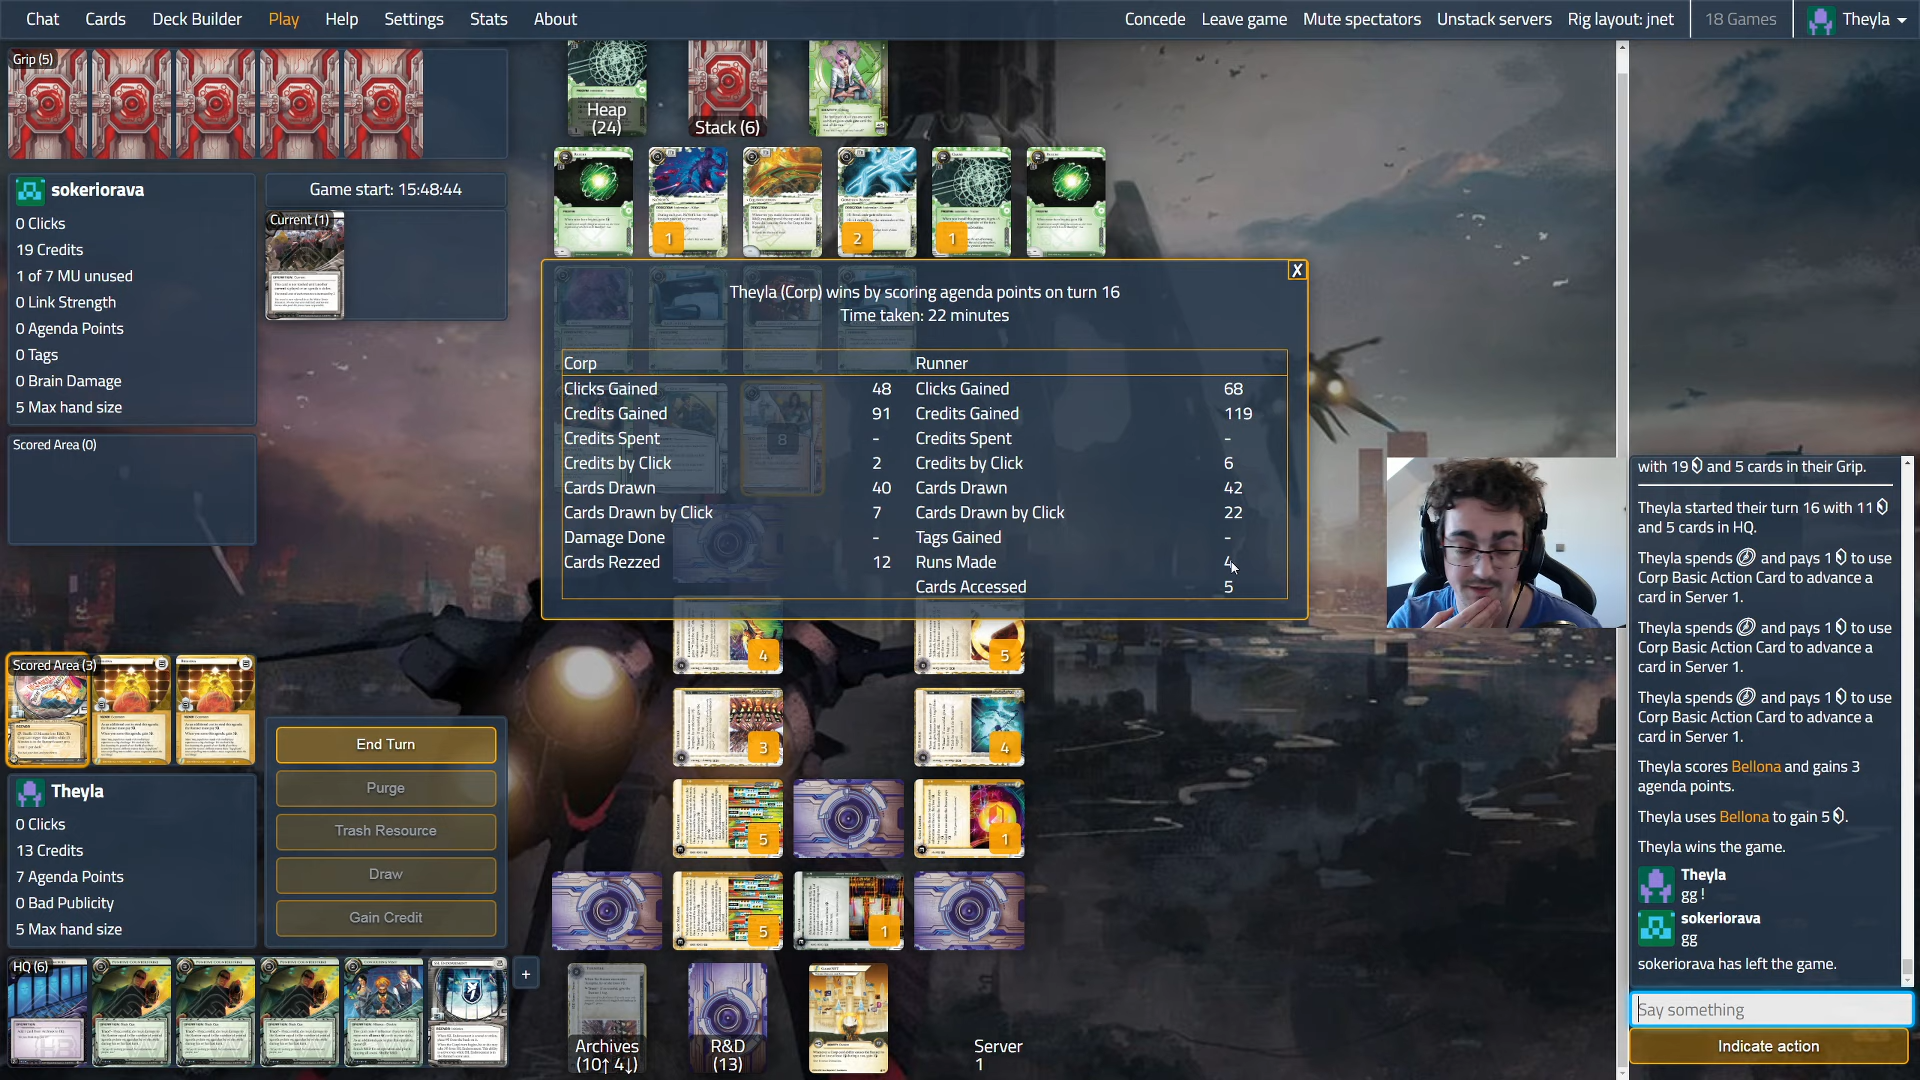 Chat
Cards
Deck Builder
Play
Help
Settings
Stats
About
Concede
Leave game
Mute spectators
Unstack servers
Rig layout: jnet
18 Games
Theyla
Grip (5)
Heap
(24)
Stack (6)
sokeriorava
0 Clicks
19 Credits
1 of 7 MU unused
0 Link Strength
0 Agenda Points
0 Tags
0 Brain Damage
5 Max hand size
Game start: 15:48:44
Current (1)
1
2
1
8
Scored Area (0)
X
Theyla (Corp) wins by scoring agenda points on turn 16
Time taken: 22 minutes
Corp Runner
Clicks Gained 48 Clicks Gained 68
Credits Gained 91 Credits Gained 119
Credits Spent - Credits Spent -
Credits by Click 2 Credits by Click 6
Cards Drawn 40 Cards Drawn 42
Cards Drawn by Click 7 Cards Drawn by Click 22
Damage Done - Tags Gained -
Cards Rezzed 12 Runs Made 4
Cards Accessed 5
4
5
3
4
5
1
5
1
Scored Area (3)
Theyla
0 Clicks
13 Credits
7 Agenda Points
0 Bad Publicity
5 Max hand size
End Turn
Purge
Trash Resource
Draw
Gain Credit
HQ (6)
+
Archives
(10↑ 4↓)
R&D
(13)
Server
1
with 19 and 5 cards in their Grip.
Theyla started their turn 16 with 11
and 5 cards in HQ.
Theyla spends and pays 1 to use
Corp Basic Action Card to advance a
card in Server 1.
Theyla spends and pays 1 to use
Corp Basic Action Card to advance a
card in Server 1.
Theyla spends and pays 1 to use
Corp Basic Action Card to advance a
card in Server 1.
Theyla scores Bellona and gains 3
agenda points.
Theyla uses Bellona to gain 5.
Theyla wins the game.
Theyla
gg !
sokeriorava
gg
sokeriorava has left the game.
Say something
Indicate action